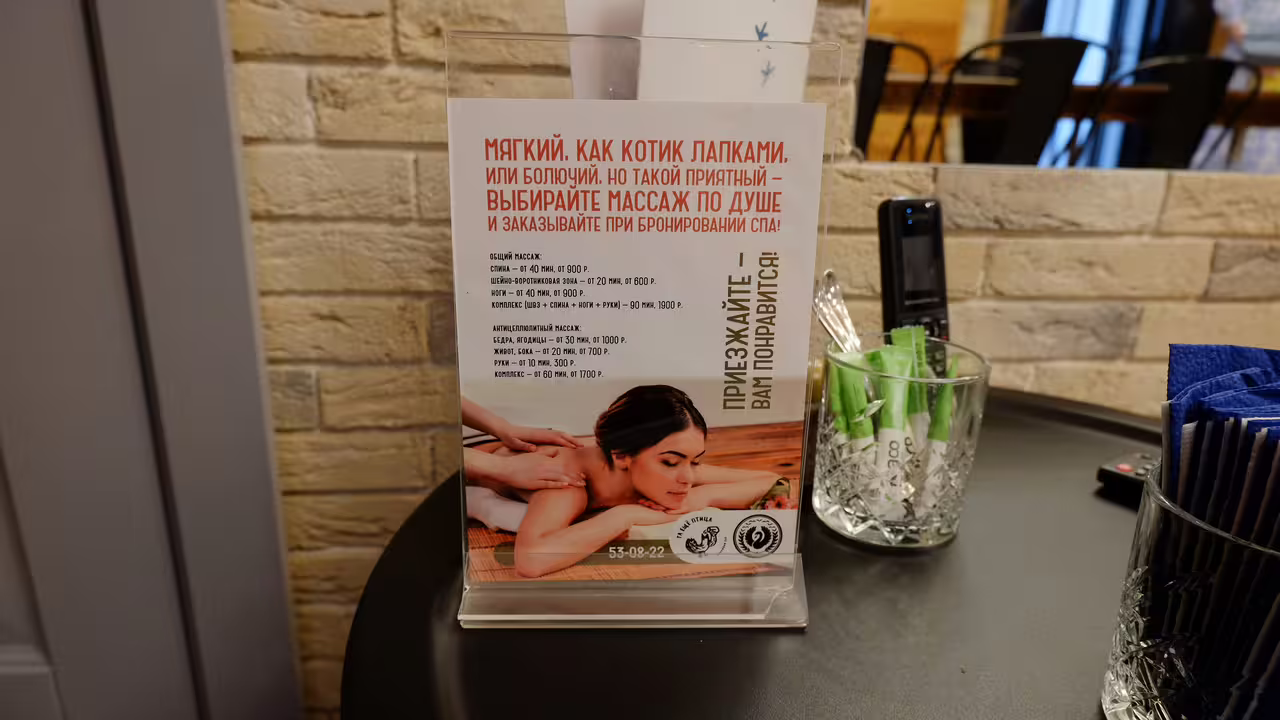 МЯГКИЙ, КАК КОТИК ЛАПКАМИ,
ИЛИ БОЛЮЧИЙ, НО ТАКОЙ ПРИЯТНЫЙ –
ВЫБИРАЙТЕ МАССАЖ ПО ДУШЕ
И ЗАКАЗЫВАЙТЕ ПРИ БРОНИРОВАНИИ СПА!
ОБЩИЙ МАССАЖ:
СПИНА – ОТ 40 МИН, ОТ 900 Р.
ШЕЙНО-ВОРОТНИКОВАЯ ЗОНА – ОТ 20 МИН, ОТ 600 Р.
НОГИ – ОТ 40 МИН, ОТ 900 Р.
КОМПЛЕКС (ШВЗ + СПИНА + НОГИ + РУКИ) – 90 МИН, 1900 Р.
АНТИЦЕЛЛЮЛИТНЫЙ МАССАЖ:
БЕДРА, ЯГОДИЦЫ – ОТ 30 МИН, ОТ 1000 Р.
ЖИВОТ, БОКА – ОТ 20 МИН, ОТ 700 Р.
РУКИ – ОТ 10 МИН, 300 Р.
КОМПЛЕКС – ОТ 60 МИН, ОТ 1700 Р.
ПРИЕЗЖАЙТЕ –
ВАМ ПОНРАВИТСЯ!
ТА ЕЩЕ ПТИЦА
53-08-22